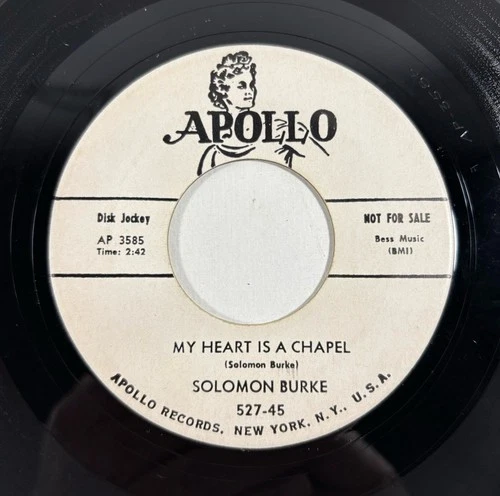 APOLLO
Disk Jockey
NOT FOR SALE
AP 3585
Time: 2:42
Bess Music
(BMI)
MY HEART IS A CHAPEL
(Solomon Burke)
SOLOMON BURKE
527-45
APOLLO RECORDS, NEW YORK, N.Y., U.S.A.